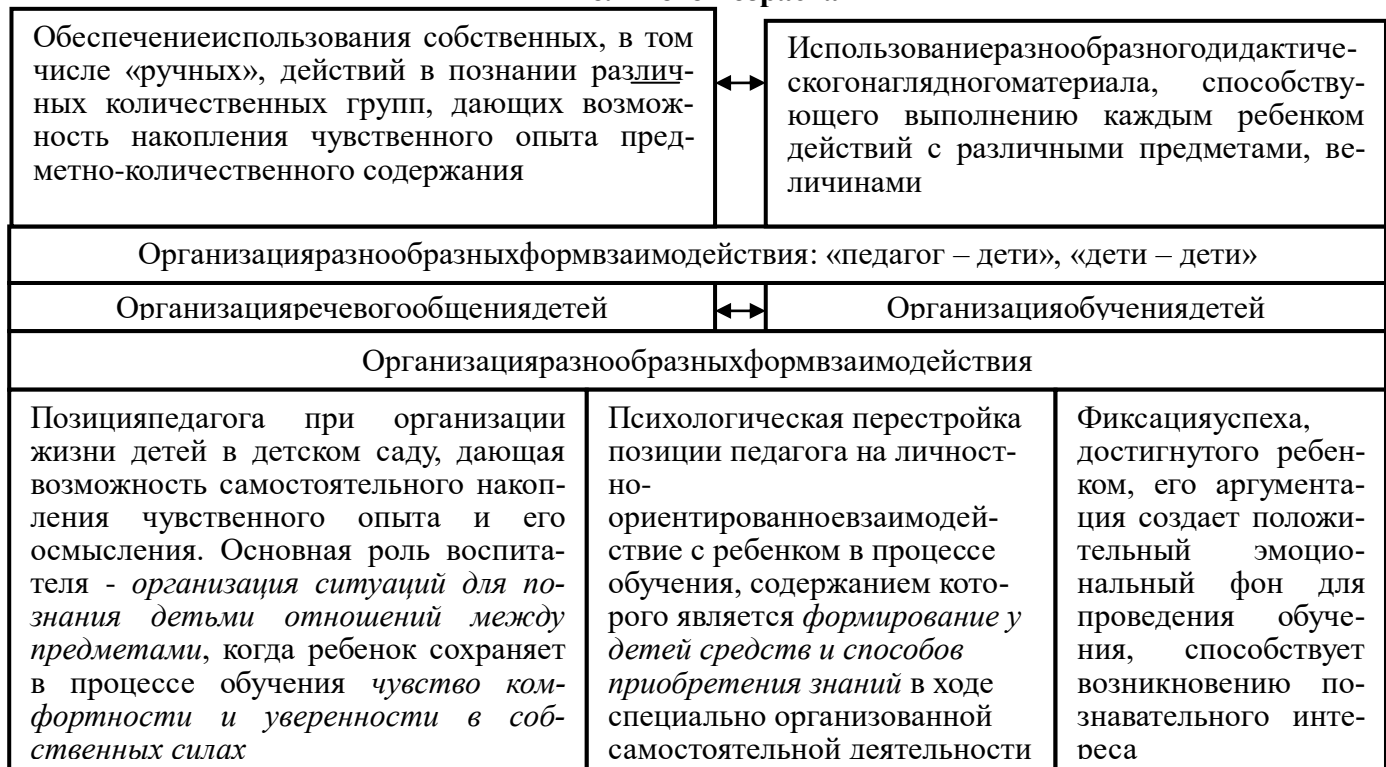 Обеспечениеиспользования собственных, в том
числе «ручных», действий в познании различ-
ных количественных групп, дающих возмож-
ность накопления чувственного опыта пред-
метно-количественного содержания
Использованиеразнообразногодидактиче-
скогонаглядногоматериала, способству-
ющего выполнению каждым ребенком
действий с различными предметами, ве-
личинами
Организацияразнообразныхформвзаимодействия: «педагог – дети», «дети – дети»
Организацияречевогообщениядетей
Организацияобучениядетей
Организацияразнообразныхформвзаимодействия
Позицияпедагога при организации
жизни детей в детском саду, дающая
возможность самостоятельного накоп-
ления чувственного опыта и его
осмысления. Основная роль воспита-
теля - организация ситуаций для по-
знания детьми отношений между
предметами, когда ребенок сохраняет
в процессе обучения чувство ком-
фортности и уверенности в соб-
ственных силах
Психологическая перестройка
позиции педагога на личност-
но-
ориентированноевзаимодей-
ствие с ребенком в процессе
обучения, содержанием кото-
рого является формирование у
детей средств и способов
приобретения знаний в ходе
специально организованной
самостоятельной деятельности
Фиксацияуспеха,
достигнутого ребен-
ком, его аргумента-
ция создает положи-
тельный эмоцио-
нальный фон для
проведения обуче-
ния, способствует
возникновению по-
знавательного инте-
реса